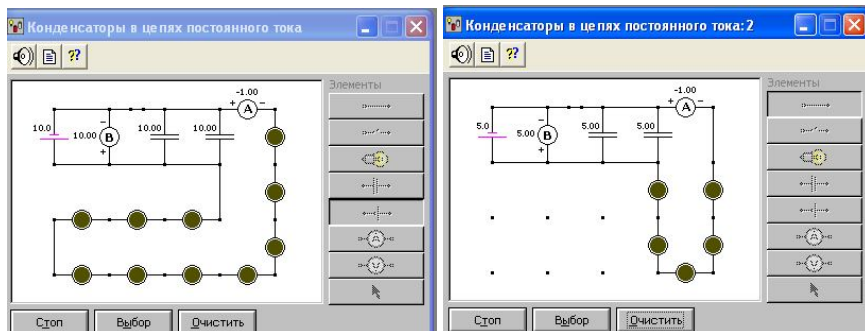 Конденсаторы в цепях постоянного тока
??
Элементы
-1.00
+ A -
10.0
10.00
-
B
+
10.00
10.00
A
V
Стоп
Выбор
Очистить
Конденсаторы в цепях постоянного тока:2
??
Элементы
-1.00
+ A -
5.0
5.00
-
B
+
5.00
5.00
A
V
Стоп
Выбор
Очистить